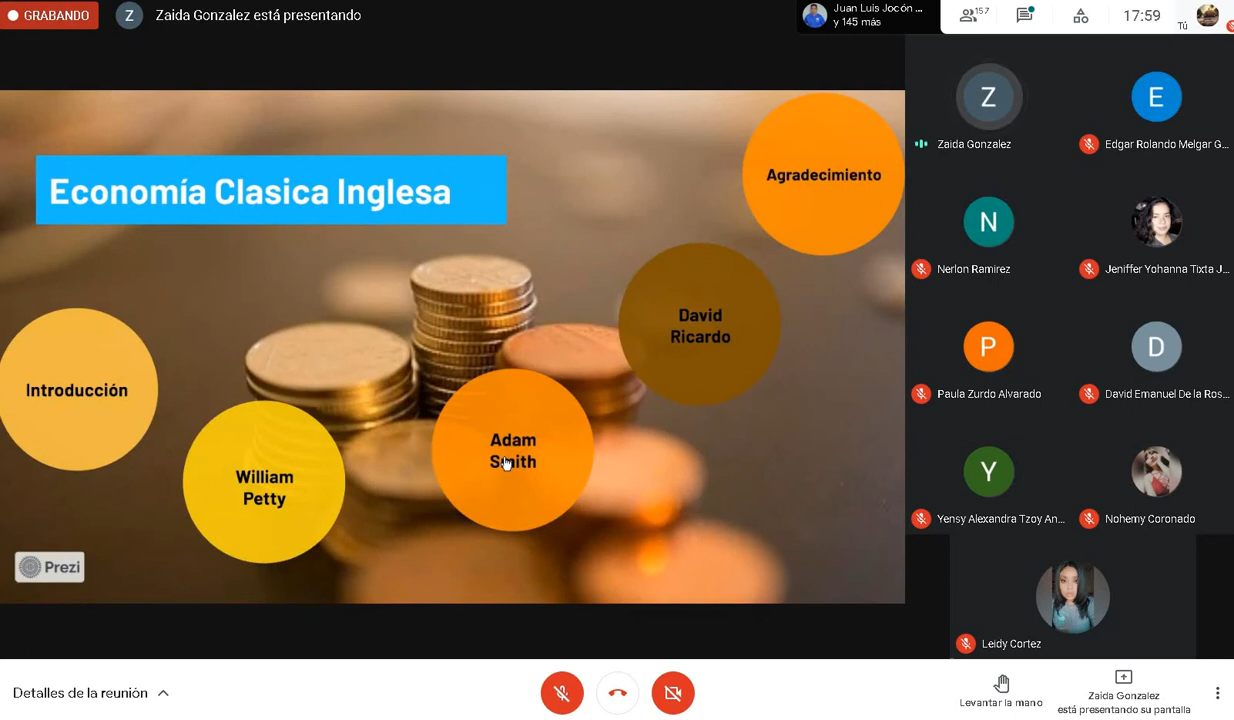 GRABANDO
Z
Zaida Gonzalez está presentando
Juan Luis Jocón ...
y 145 más
157
17:59
Tú
Economía Clasica Inglesa
Agradecimiento
David
Ricardo
Introducción
Adam
Smith
William
Petty
Prezi
Z
E
Zaida Gonzalez
Edgar Rolando Melgar G...
N
Nerlon Ramirez
Jeniffer Yohanna Tixta J...
P
D
Paula Zurdo Alvarado
David Emanuel De la Ros...
Y
Yensy Alexandra Tzoy An...
Nohemy Coronado
Leidy Cortez
Detalles de la reunión
Levantar la mano
Zaida Gonzalez
está presentando su pantalla